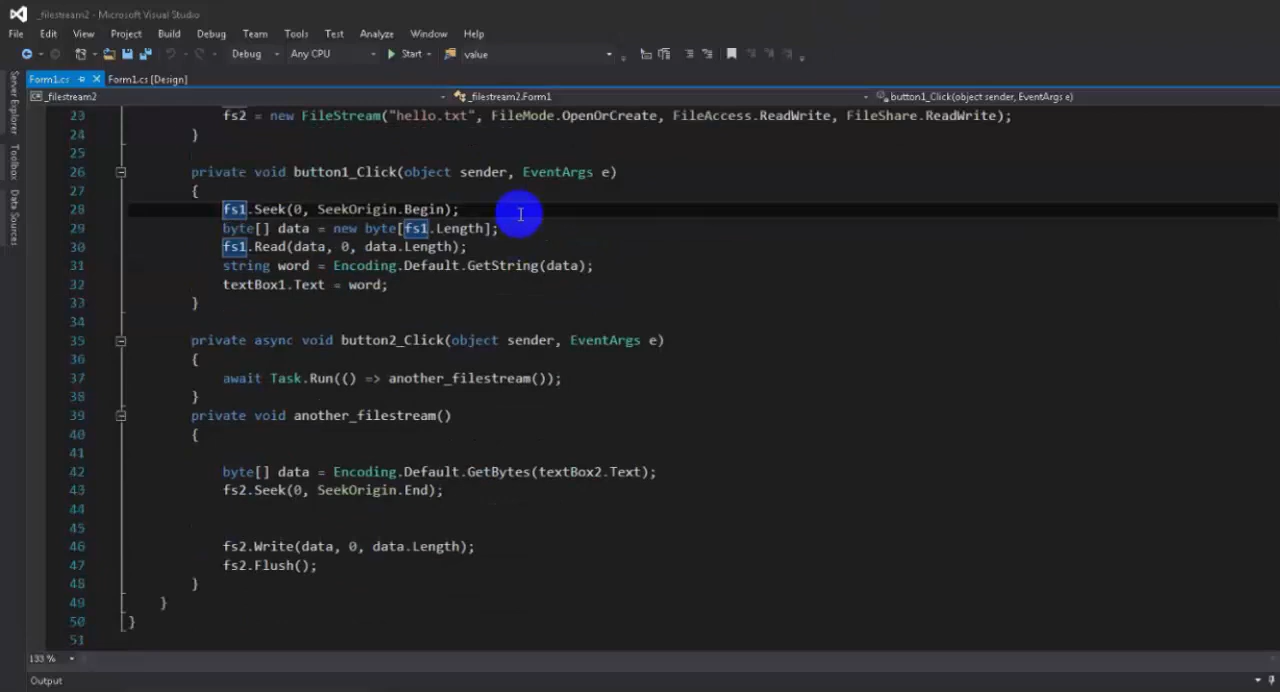 _filestream2 - Microsoft Visual Studio
File Edit View Project Build Debug Team Tools Test Analyze Window Help
Debug Any CPU Start value
Form1.cs Form1.cs [Design]
_filestream2 _filestream2.Form1 button1_Click(object sender, EventArgs e)
Server Explorer
Toolbox
Data Sources
23 fs2 = new FileStream("hello.txt", FileMode.OpenOrCreate, FileAccess.ReadWrite, FileShare.ReadWrite);
24 }
25
26 private void button1_Click(object sender, EventArgs e)
27 {
28 fs1.Seek(0, SeekOrigin.Begin);
29 byte[] data = new byte[fs1.Length];
30 fs1.Read(data, 0, data.Length);
31 string word = Encoding.Default.GetString(data);
32 textBox1.Text = word;
33 }
34
35 private async void button2_Click(object sender, EventArgs e)
36 {
37 await Task.Run(() => another_filestream());
38 }
39 private void another_filestream()
40 {
41
42 byte[] data = Encoding.Default.GetBytes(textBox2.Text);
43 fs2.Seek(0, SeekOrigin.End);
44
45
46 fs2.Write(data, 0, data.Length);
47 fs2.Flush();
48 }
49 }
50 }
51
133 %
Output